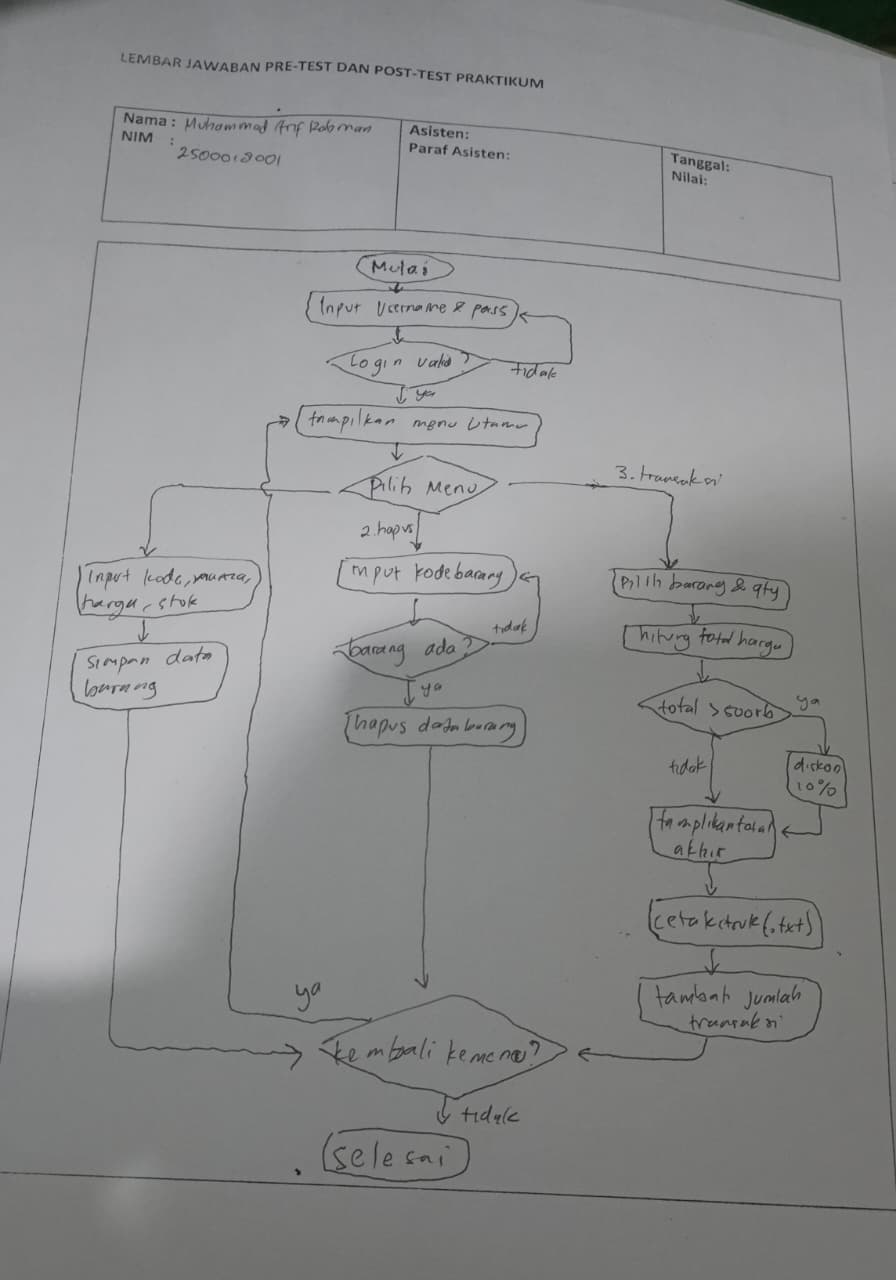 LEMBAR JAWABAN PRE-TEST DAN POST-TEST PRAKTIKUM
Nama : Muhammad Arif Rohman
NIM :
2500018001
Asisten:
Paraf Asisten:
Tanggal:
Nilai:
Mulai
Input Username & pass
Login valid?
tidak
ya
tampilkan menu Utama
Pilih Menu
3. transaksi
2. hapus
Input kode, nama,
harga, stok
simpan data
barang
Input kode barang
tidak
barang ada?
ya
hapus data barang
Pilih barang & qty
hitung total harga
total > 500rb
ya
tidak
diskon
10%
tampilkan total
akhir
cetak struk (.txt)
tambah jumlah
transaksi
ya
kembali ke menu?
tidak
selesai